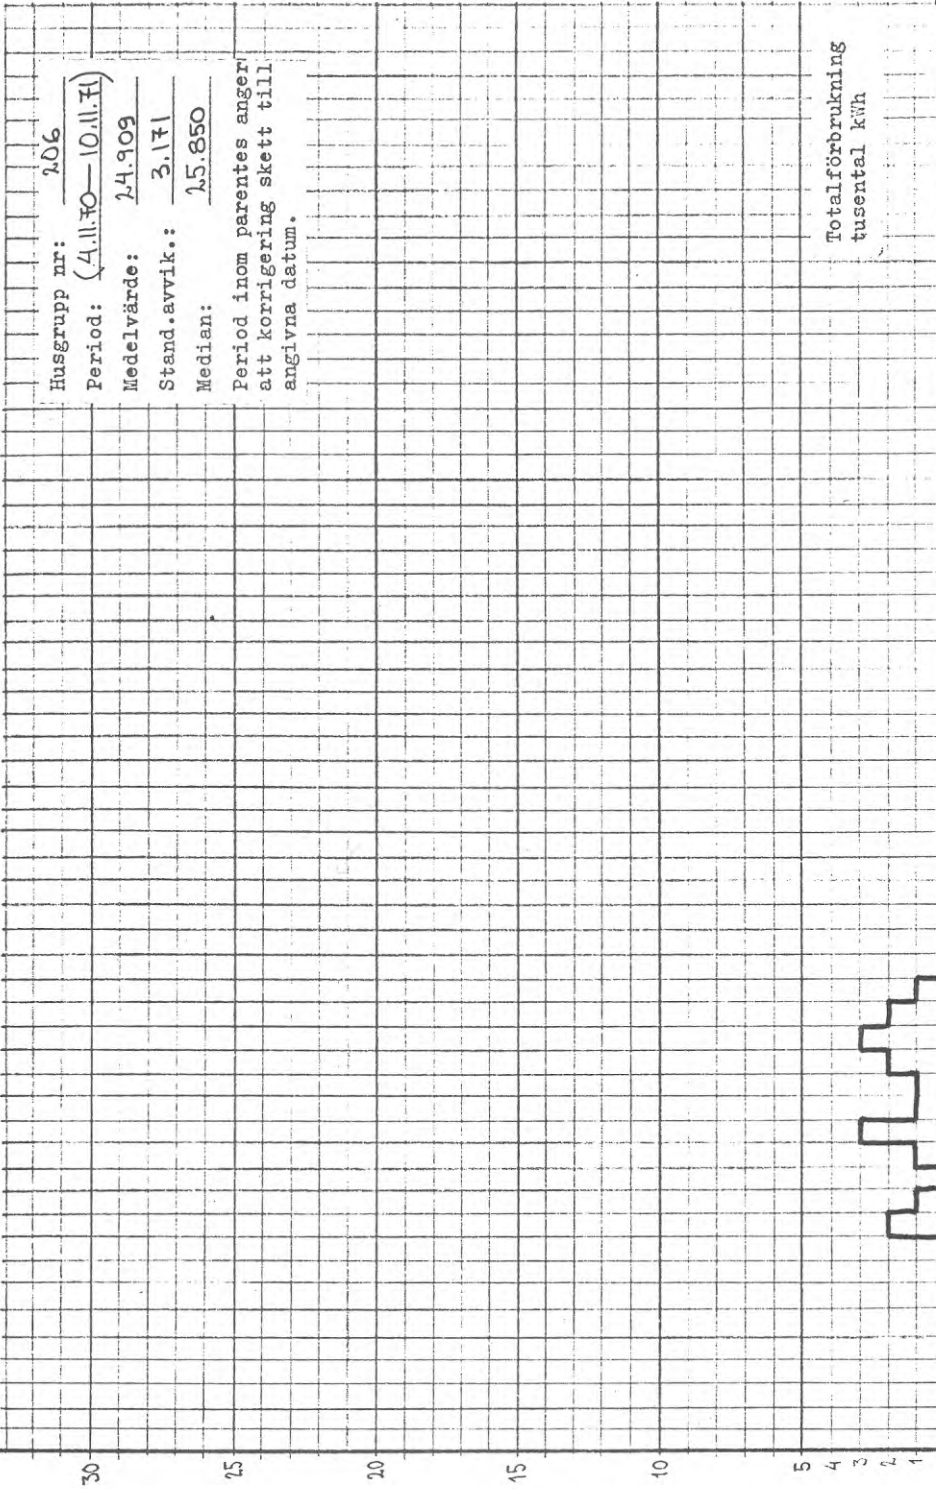 Husgrupp nr: 206
Period: (4.11.70—10.11.71)
Medelvärde: 24.909
Stand.avvik.: 3.171
Median: 25.850
Period inom parentes anger
att korrigering skett till
angivna datum.
30
25
20
15
10
5
4
3
2
1
Totalförbrukning
tusental kWh